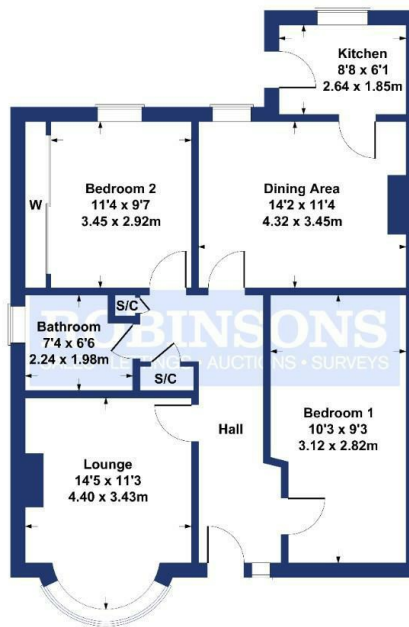 Kitchen
8'8 x 6'1
2.64 x 1.85m
Bedroom 2
11'4 x 9'7
3.45 x 2.92m
Dining Area
14'2 x 11'4
4.32 x 3.45m
W
S/C
ROBINSONS
SALES • LETTINGS • AUCTIONS • SURVEYS
Bathroom
7'4 x 6'6
2.24 x 1.98m
S/C
Bedroom 1
10'3 x 9'3
3.12 x 2.82m
Hall
Lounge
14'5 x 11'3
4.40 x 3.43m